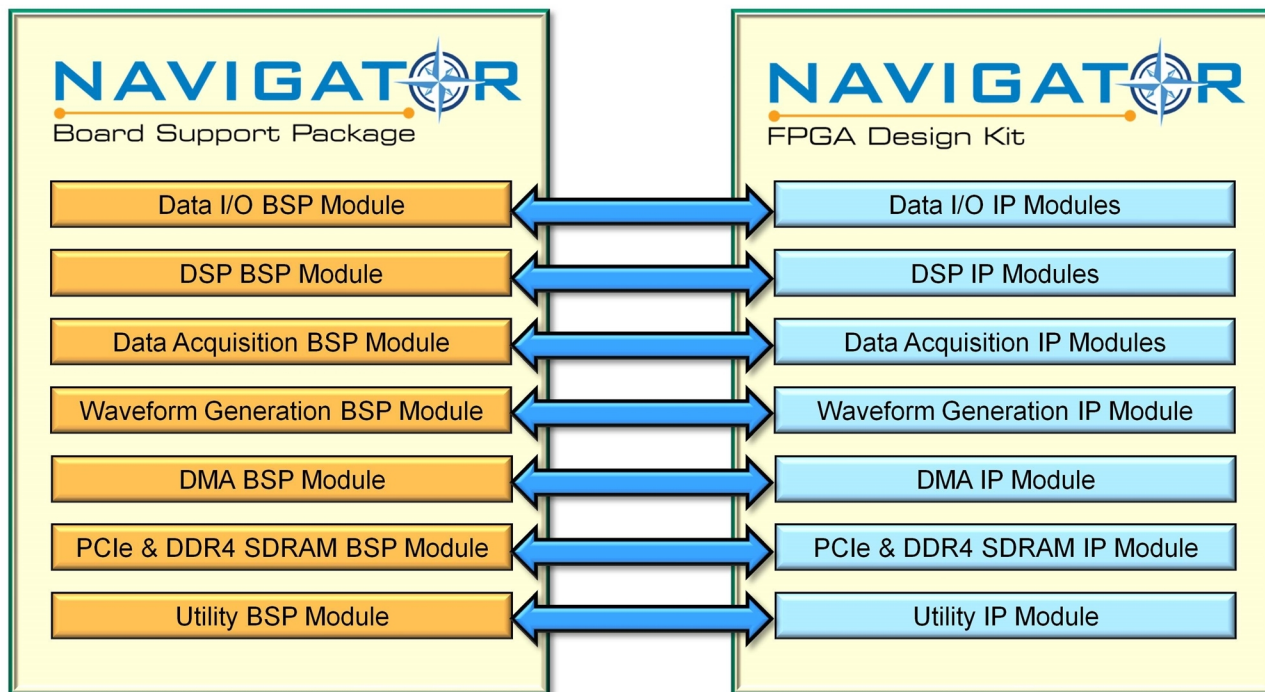 NAVIGATOR
Board Support Package
Data I/O BSP Module
DSP BSP Module
Data Acquisition BSP Module
Waveform Generation BSP Module
DMA BSP Module
PCIe & DDR4 SDRAM BSP Module
Utility BSP Module
NAVIGATOR
FPGA Design Kit
Data I/O IP Modules
DSP IP Modules
Data Acquisition IP Modules
Waveform Generation IP Module
DMA IP Module
PCIe & DDR4 SDRAM IP Module
Utility IP Module